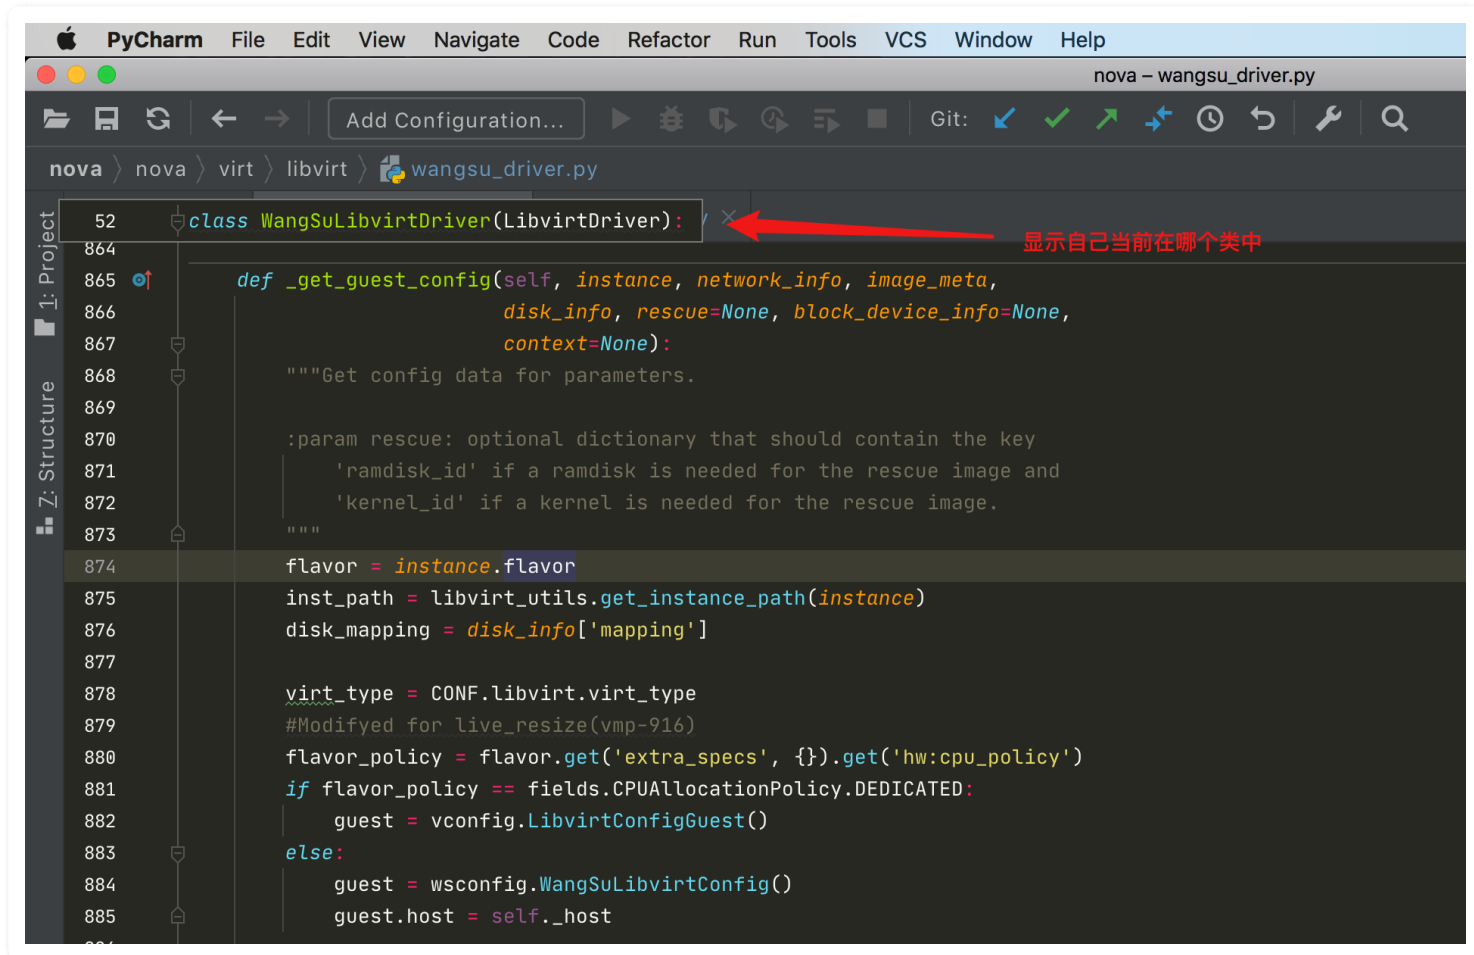 PyCharm File Edit View Navigate Code Refactor Run Tools VCS Window Help
nova – wangsu_driver.py
Add Configuration... Git:
nova nova virt libvirt wangsu_driver.py
1: Project
7: Structure
52 class WangSuLibvirtDriver(LibvirtDriver):
显示自己当前在哪个类中
864
865 def _get_guest_config(self, instance, network_info, image_meta,
866 disk_info, rescue=None, block_device_info=None,
867 context=None):
868 """Get config data for parameters.
869
870 :param rescue: optional dictionary that should contain the key
871 'ramdisk_id' if a ramdisk is needed for the rescue image and
872 'kernel_id' if a kernel is needed for the rescue image.
873 """
874 flavor = instance.flavor
875 inst_path = libvirt_utils.get_instance_path(instance)
876 disk_mapping = disk_info['mapping']
877
878 virt_type = CONF.libvirt.virt_type
879 #Modifyed for live_resize(vmp-916)
880 flavor_policy = flavor.get('extra_specs', {}).get('hw:cpu_policy')
881 if flavor_policy == fields.CPUAllocationPolicy.DEDICATED:
882 guest = vconfig.LibvirtConfigGuest()
883 else:
884 guest = wsconfig.WangSuLibvirtConfig()
885 guest.host = self._host